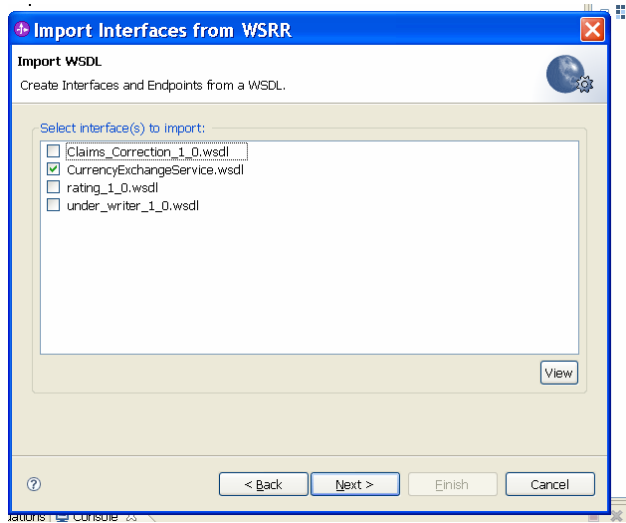 Import Interfaces from WSRR
Import WSDL
Create Interfaces and Endpoints from a WSDL.
Select interface(s) to import:
Claims_Correction_1_0.wsdl
CurrencyExchangeService.wsdl
rating_1_0.wsdl
under_writer_1_0.wsdl
View
?
< Back Next > Finish Cancel
Console